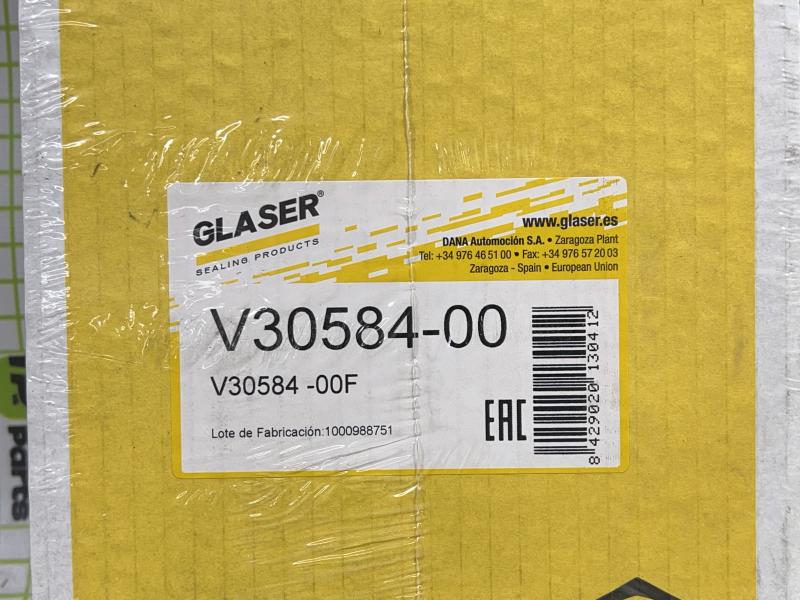 GLASER®
SEALING PRODUCTS
www.glaser.es
DANA Automoción S.A. • Zaragoza Plant
Tel: +34 976 46 51 00 • Fax: +34 976 57 20 03
Zaragoza - Spain • European Union
V30584-00
V30584 -00F
Lote de Fabricación:1000988751
EAC
8 429020 130412
Parts